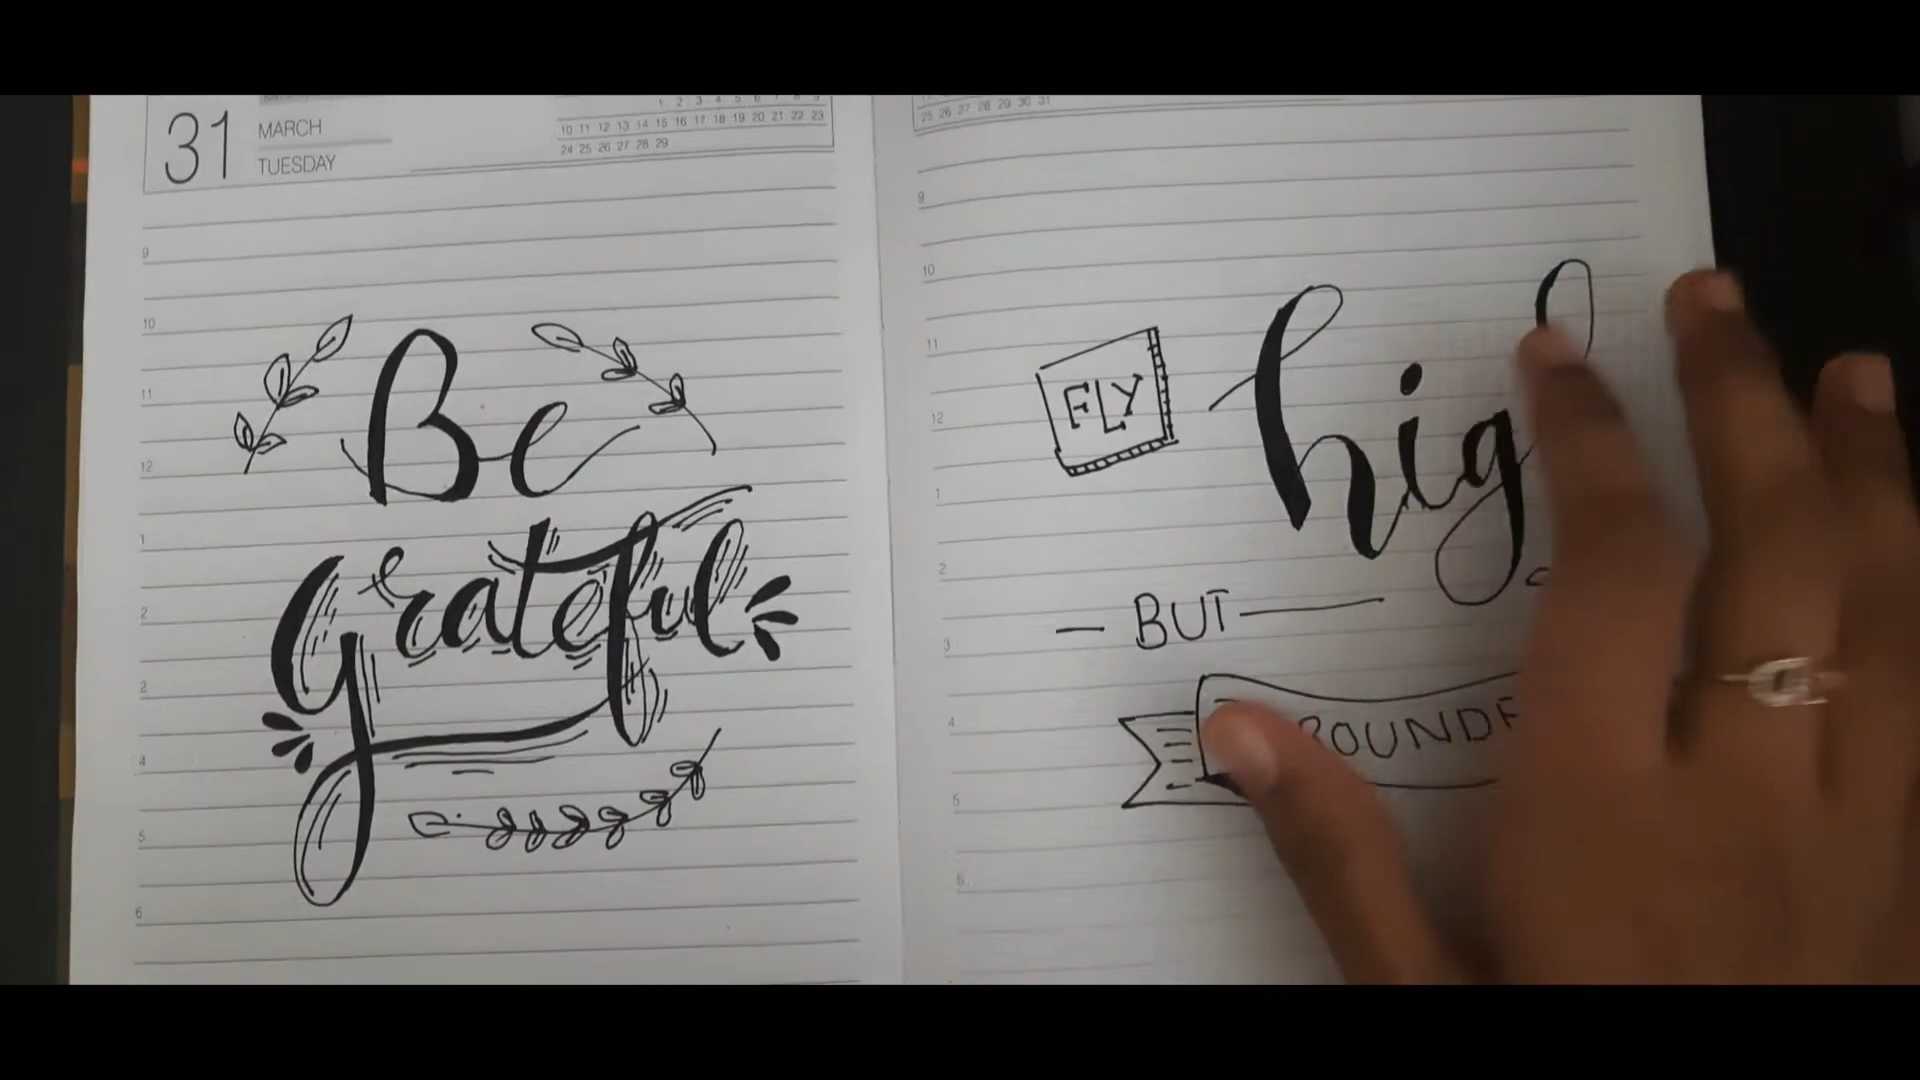 31
MARCH
TUESDAY
1 2 3 4 5 6 7 8 9
10 11 12 13 14 15 16 17 18 19 20 21 22 23
24 25 26 27 28 29
9
10
11
12
1
2
2
4
5
6
Be
grateful
25 26 27 28 29 30 31
9
10
11
12
1
2
3
4
5
6
FLY
hig
BUT
OUNDE